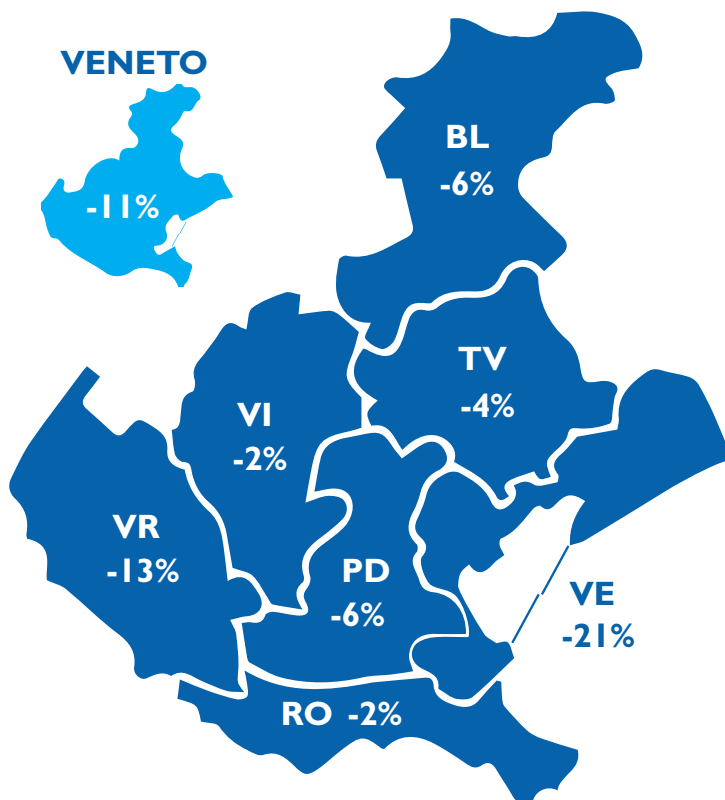 VENETO
-11%
BL
-6%
TV
-4%
VI
-2%
VR
-13%
PD
-6%
VE
-21%
RO -2%